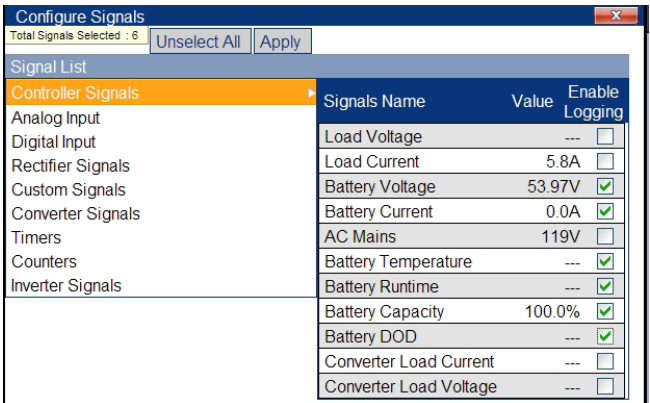 Configure Signals
Total Signals Selected : 6
Unselect All
Apply
Signal List
Controller Signals
Analog Input
Digital Input
Rectifier Signals
Custom Signals
Converter Signals
Timers
Counters
Inverter Signals
Signals Name Value Enable Logging
Load Voltage ---
Load Current 5.8A
Battery Voltage 53.97V
Battery Current 0.0A
AC Mains 119V
Battery Temperature ---
Battery Runtime ---
Battery Capacity 100.0%
Battery DOD ---
Converter Load Current ---
Converter Load Voltage ---